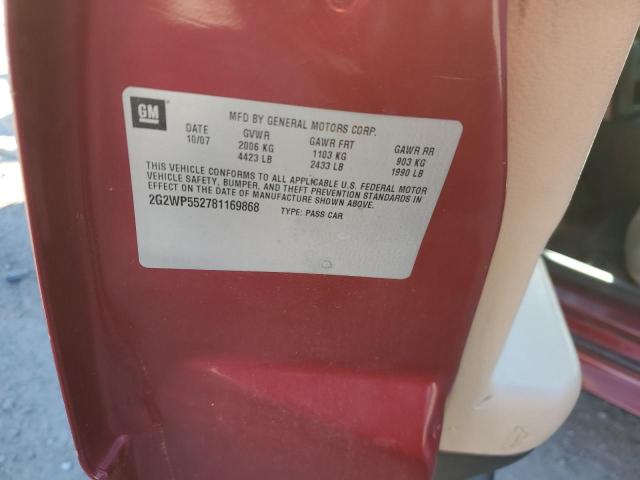 GM
MFD BY GENERAL MOTORS CORP.
DATE GVWR GAWR FRT GAWR RR
10/07 2006 KG 1103 KG 903 KG
4423 LB 2433 LB 1990 LB
THIS VEHICLE CONFORMS TO ALL APPLICABLE U.S. FEDERAL MOTOR
VEHICLE SAFETY, BUMPER, AND THEFT PREVENTION STANDARDS IN
EFFECT ON THE DATE OF MANUFACTURE SHOWN ABOVE.
2G2WP552781169868 TYPE: PASS CAR